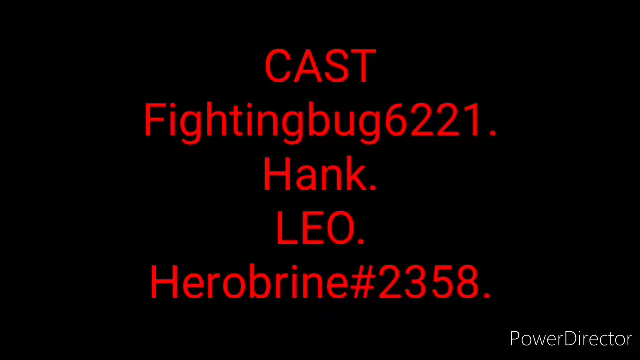 CAST
Fightingbug6221.
Hank.
LEO.
Herobrine#2358.
PowerDirector